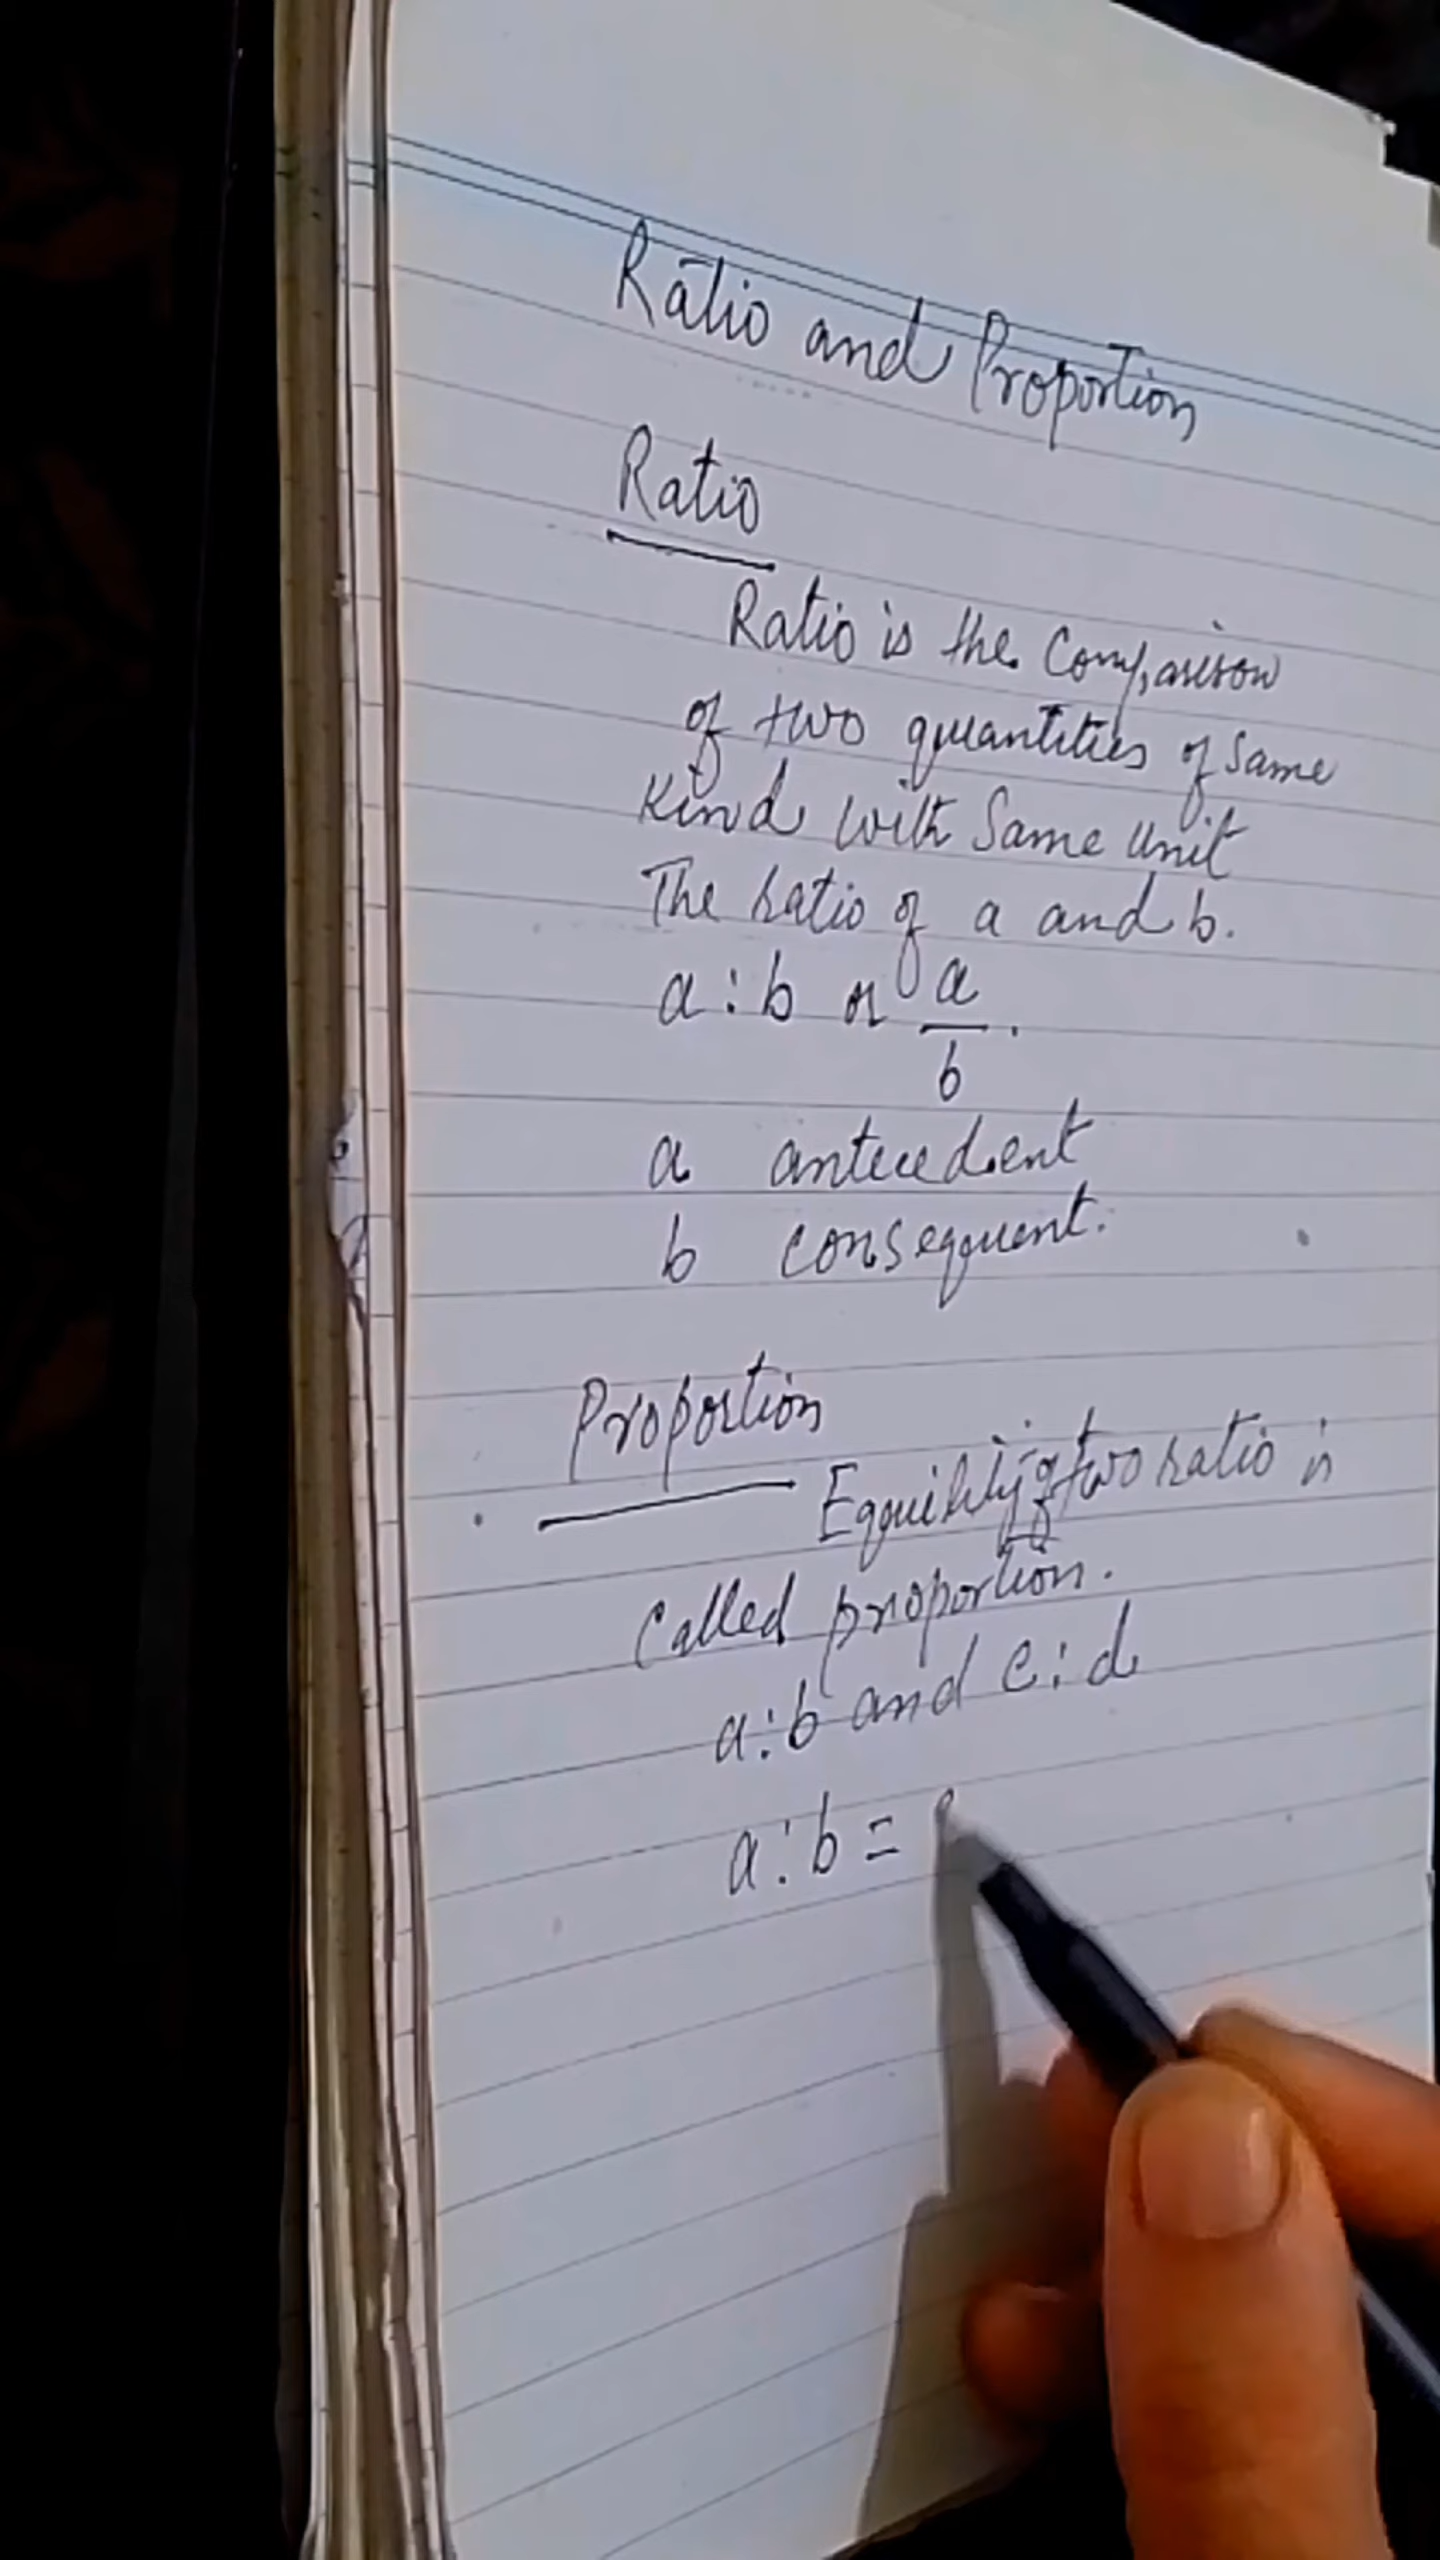 Ratio and Proportion
Ratio
Ratio is the Comparison
of two quantities of same
kind with same unit
The ratio of a and b.
a : b or a/b .
a antecedent
b consequent.
Proportion
Equility of two ratio is
called proportion.
a : b and c : d
a : b =